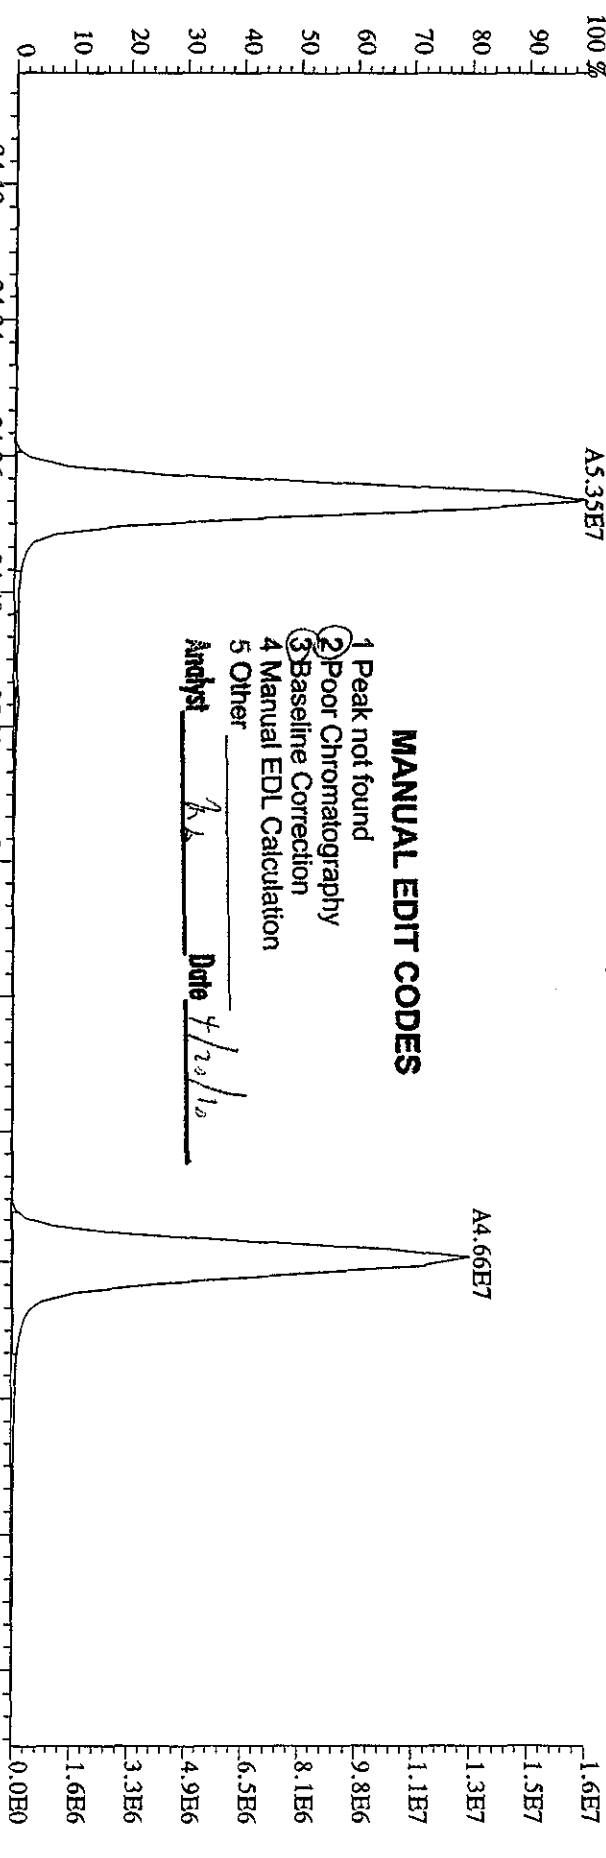 100 %
90
80
70
60
50
40
30
20
10
0
A5.35E7
MANUAL EDIT CODES
1 Peak not found
2 Poor Chromatography
3 Baseline Correction
4 Manual EDL Calculation
5 Other
Analyst Date 4/20/10
A4.66E7
1.6E7
1.5E7
1.3E7
1.1E7
9.8E6
8.1E6
6.5E6
4.9E6
3.3E6
1.6E6
0.0E0